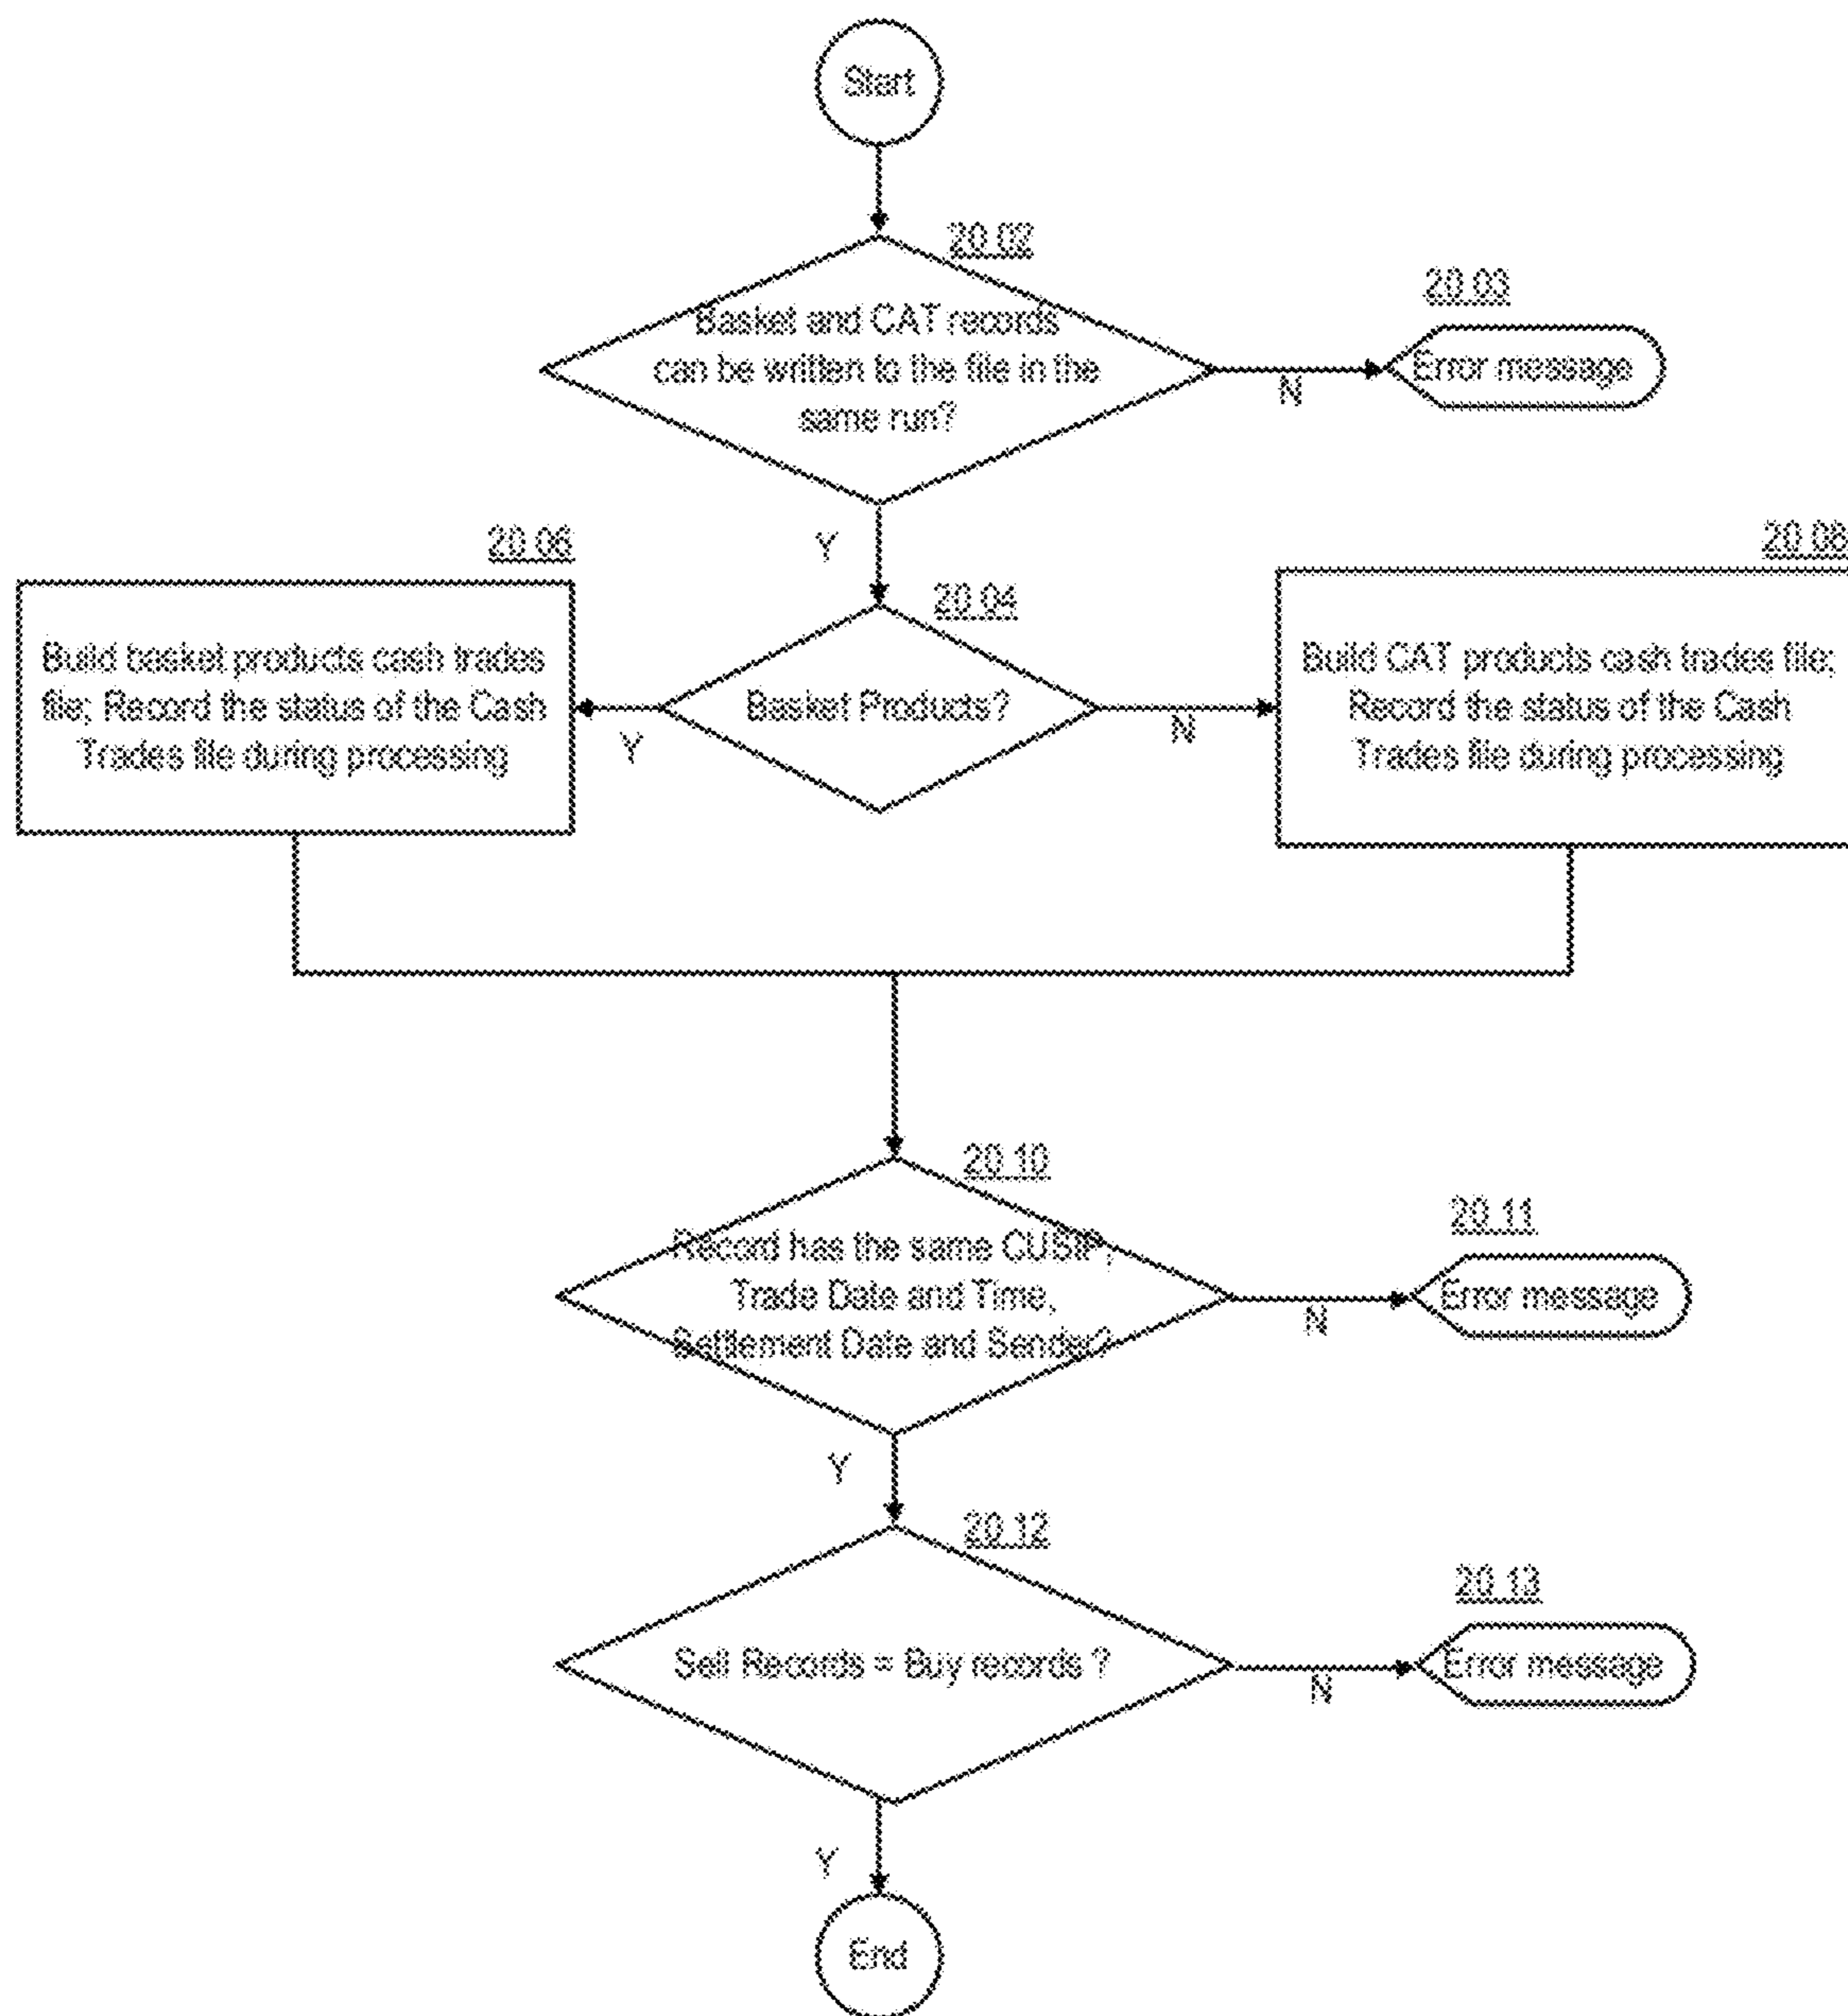 Start
20.02
Basket and CAT records
can be written to the file in the
same run?
20.03
Error message
N
Y
20.06
Build basket products cash trades
file; Record the status of the Cash
Trades file during processing
20.04
Basket Products?
Y
N
20.08
Build CAT products cash trades file;
Record the status of the Cash
Trades file during processing
20.10
Record has the same CUSIP,
Trade Date and Time,
Settlement Date and Sender?
20.11
Error message
N
Y
20.12
Sell Records = Buy records ?
20.13
Error message
N
Y
End